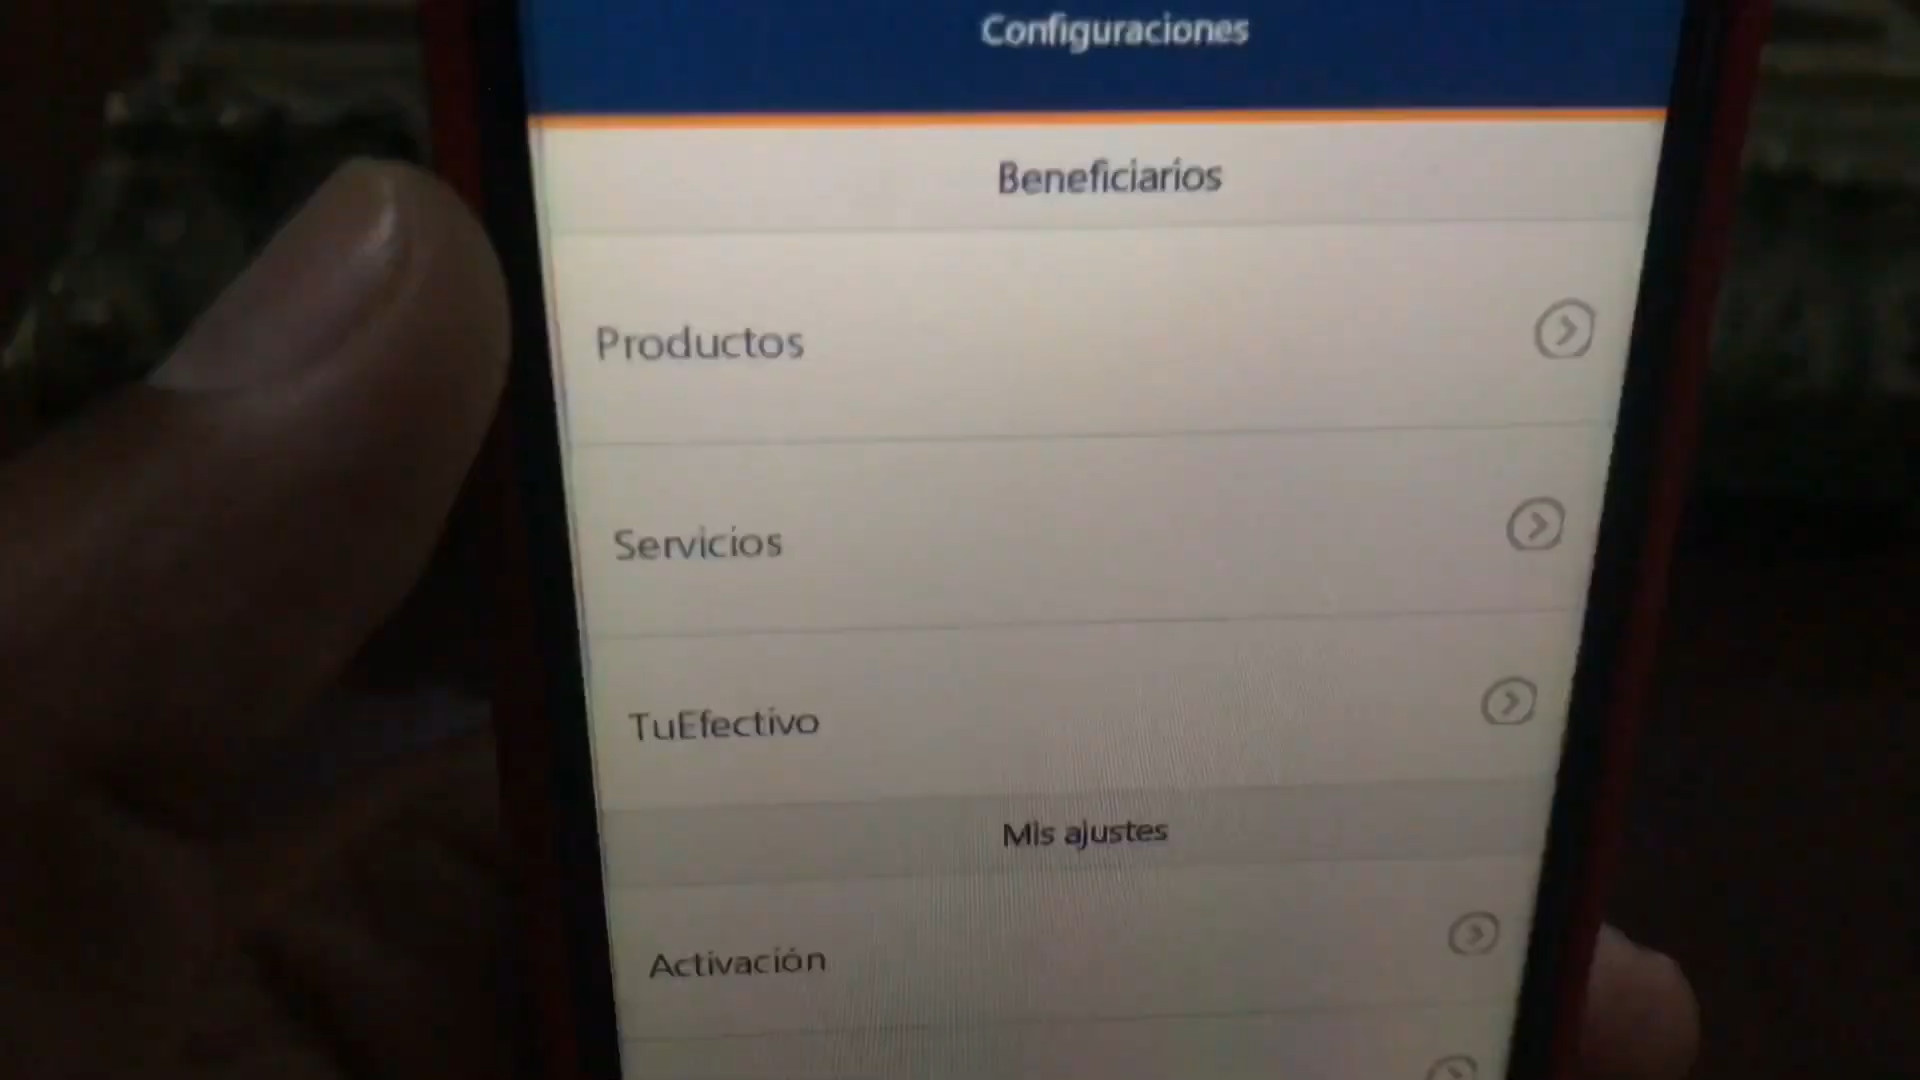 Configuraciones
Beneficiarios
Productos
Servicios
TuEfectivo
Mis ajustes
Activación